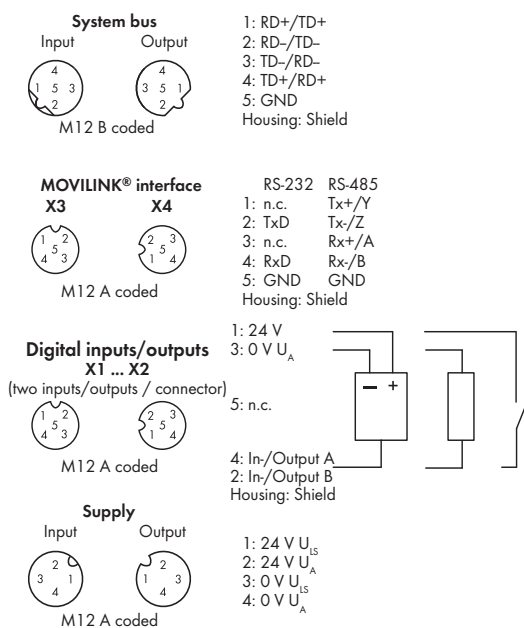 System bus
Input Output
4
1 5 3
2
4
3 5 1
2
M12 B coded
1: RD+/TD+
2: RD–/TD–
3: TD–/RD–
4: TD+/RD+
5: GND
Housing: Shield
MOVILINK® interface
X3 X4
1 2
5
4 3
2 3
5
1 4
M12 A coded
RS-232 RS-485
1: n.c. Tx+/Y
2: TxD Tx-/Z
3: n.c. Rx+/A
4: RxD Rx-/B
5: GND GND
Housing: Shield
Digital inputs/outputs
X1 ... X2
(two inputs/outputs / connector)
1 2
5
4 3
2 3
5
1 4
M12 A coded
1: 24 V
3: 0 V U_A
– +
5: n.c.
4: In-/Output A
2: In-/Output B
Housing: Shield
Supply
Input Output
2
3 1
4
2
1 3
4
M12 A coded
1: 24 V U_LS
2: 24 V U_A
3: 0 V U_LS
4: 0 V U_A